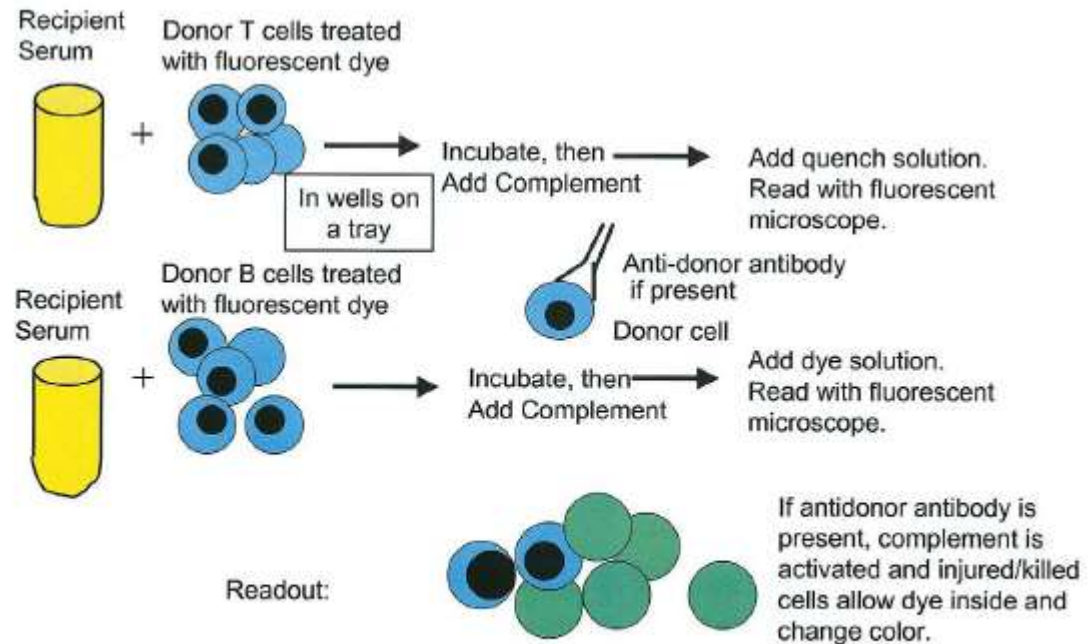 Recipient
Serum
Donor T cells treated
with fluorescent dye
+
In wells on
a tray
Incubate, then
Add Complement
Add quench solution.
Read with fluorescent
microscope.
Anti-donor antibody
if present
Donor cell
Recipient
Serum
Donor B cells treated
with fluorescent dye
+
Incubate, then
Add Complement
Add dye solution.
Read with fluorescent
microscope.
Readout:
If antidonor antibody is
present, complement is
activated and injured/killed
cells allow dye inside and
change color.